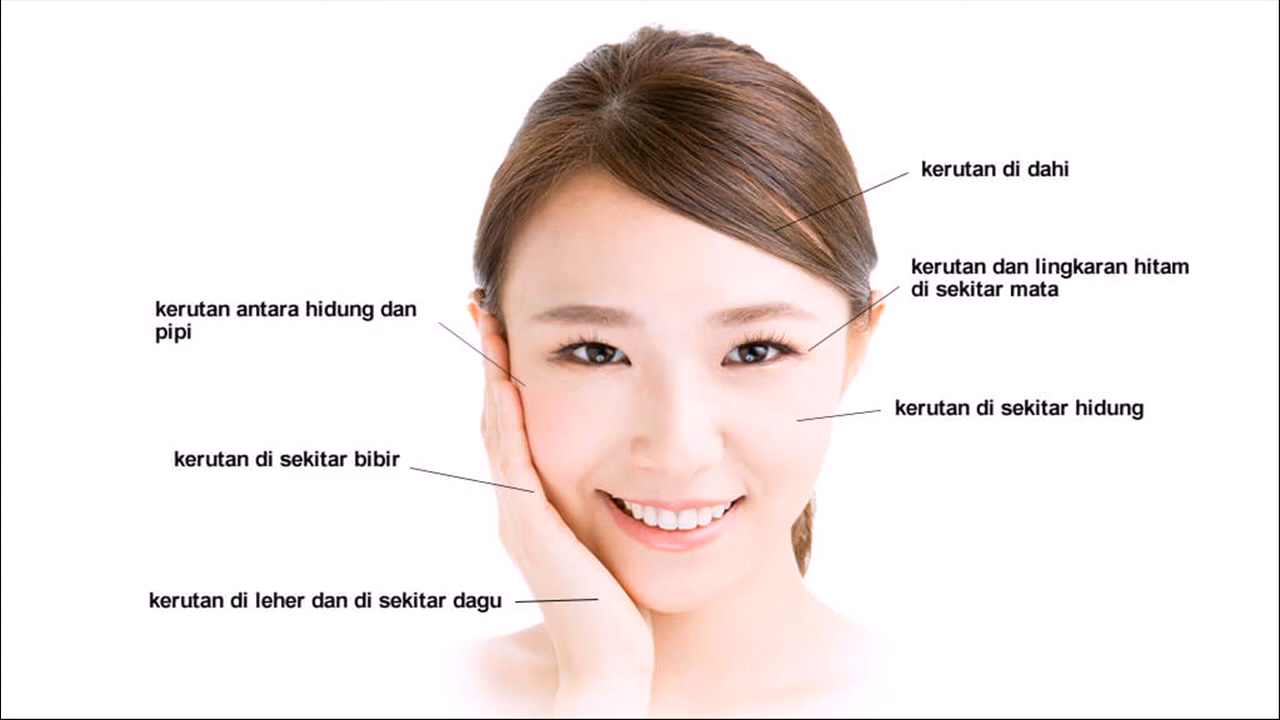 kerutan di dahi
kerutan dan lingkaran hitam
di sekitar mata
kerutan antara hidung dan
pipi
kerutan di sekitar hidung
kerutan di sekitar bibir
kerutan di leher dan di sekitar dagu